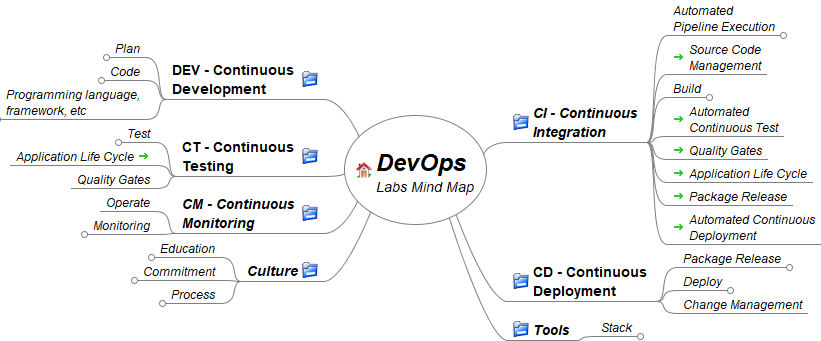 DevOps
Labs Mind Map
DEV - Continuous
Development
Plan
Code
Programming language,
framework, etc
CT - Continuous
Testing
Test
Application Life Cycle
Quality Gates
CM - Continuous
Monitoring
Operate
Monitoring
Culture
Education
Commitment
Process
CI - Continuous
Integration
Automated
Pipeline Execution
Source Code
Management
Build
Automated
Continuous Test
Quality Gates
Application Life Cycle
Package Release
Automated Continuous
Deployment
CD - Continuous
Deployment
Package Release
Deploy
Change Management
Tools
Stack